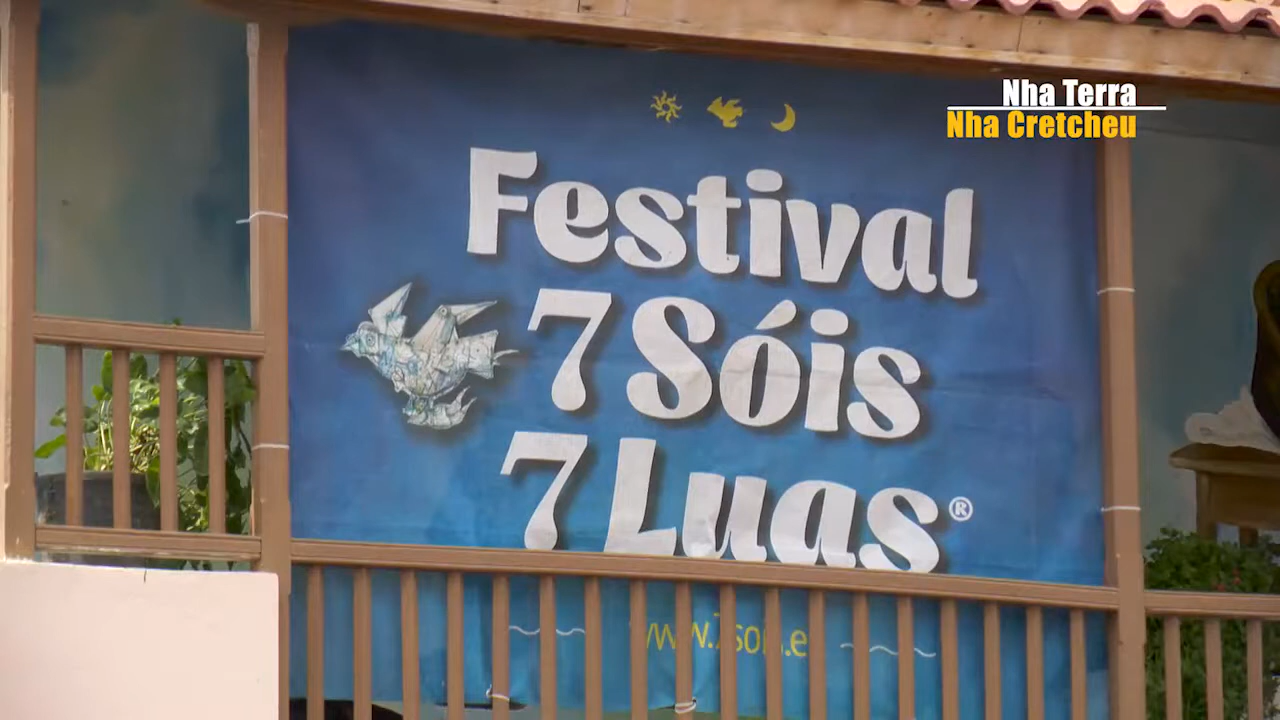 Nha Terra
Nha Cretcheu
Festival
7 Sóis
7 Luas®